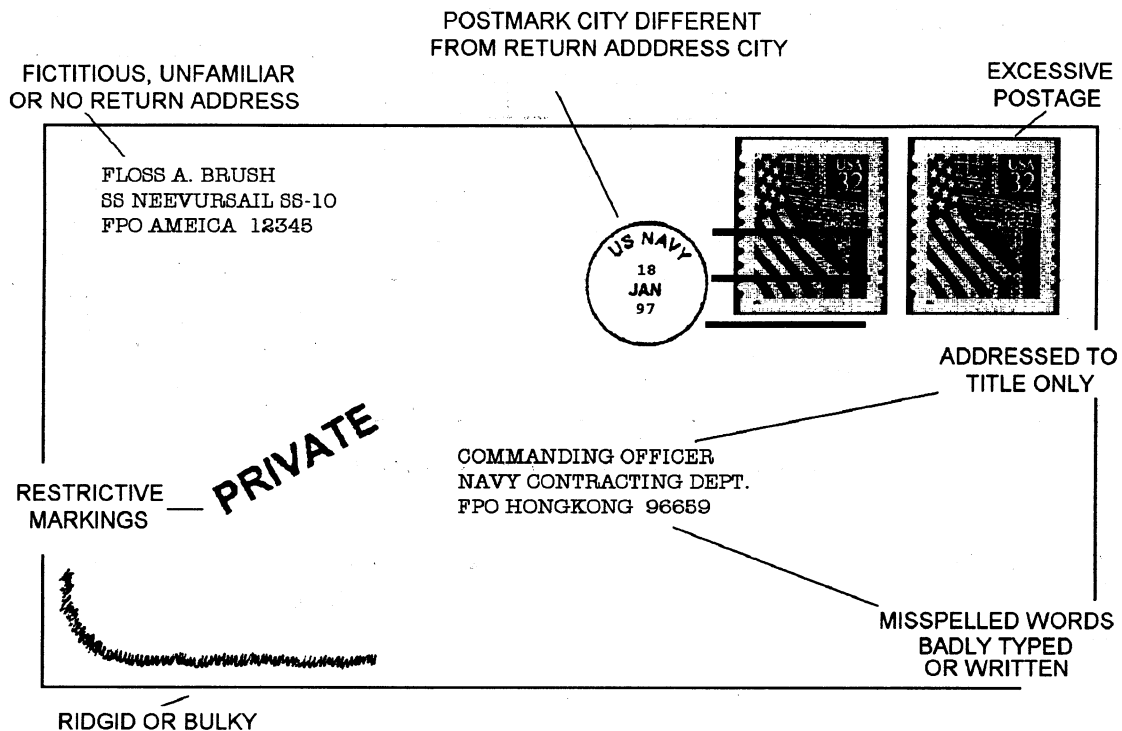 POSTMARK CITY DIFFERENT
FROM RETURN ADDDRESS CITY
FICTITIOUS, UNFAMILIAR
OR NO RETURN ADDRESS
EXCESSIVE
POSTAGE
FLOSS A. BRUSH
SS NEEVURSAIL SS-10
FPO AMEICA 12345
USA
32
USA
32
US NAVY
18
JAN
97
ADDRESSED TO
TITLE ONLY
PRIVATE
COMMANDING OFFICER
NAVY CONTRACTING DEPT.
FPO HONGKONG 96659
RESTRICTIVE
MARKINGS
MISSPELLED WORDS
BADLY TYPED
OR WRITTEN
RIDGID OR BULKY